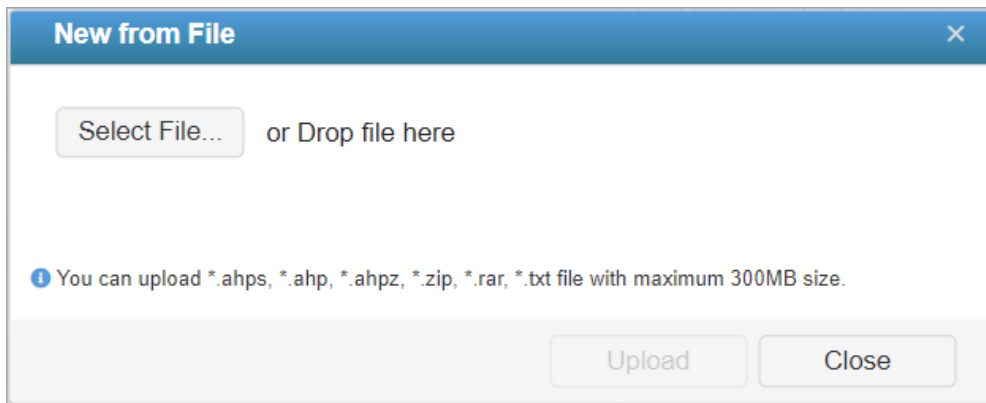 New from File
Select File... or Drop file here
You can upload *.ahps, *.ahp, *.ahpz, *.zip, *.rar, *.txt file with maximum 300MB size.
Upload Close